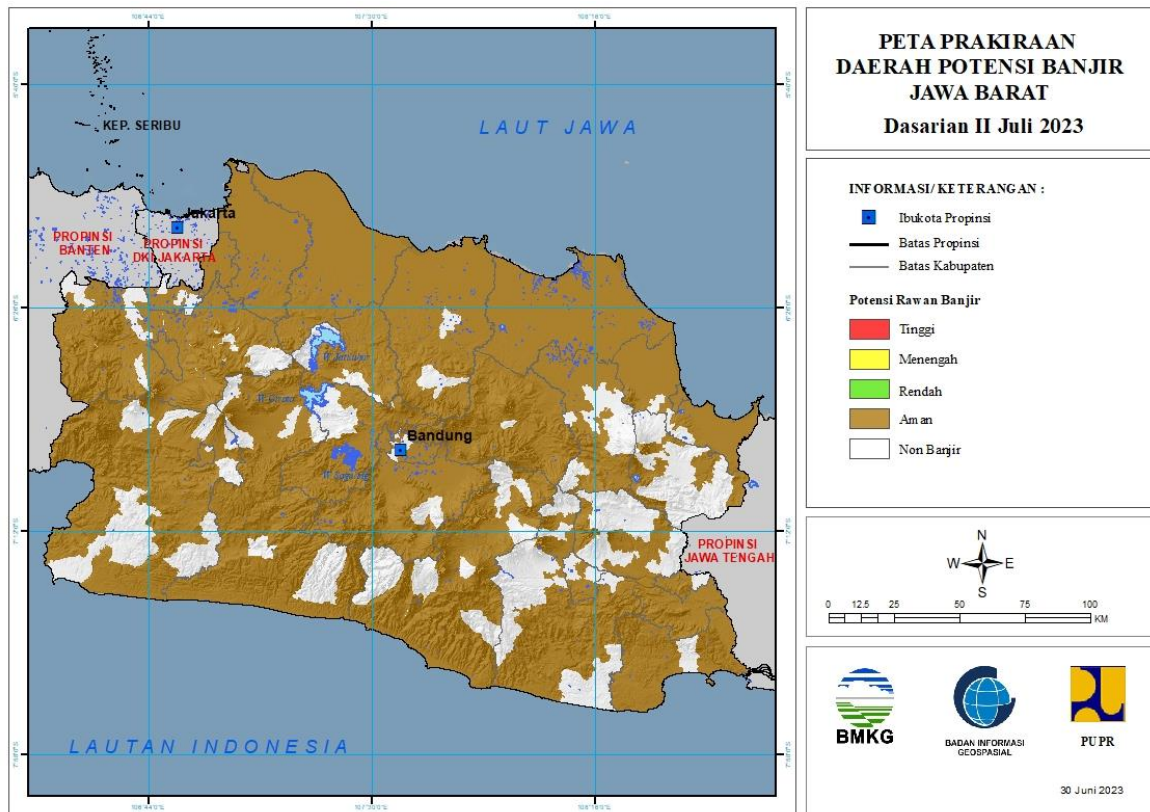 PETA PRAKIRAAN
DAERAH POTENSI BANJIR
JAWA BARAT
Dasarian II Juli 2023
INFORMASI/ KETERANGAN :
Ibukota Propinsi
Batas Propinsi
Batas Kabupaten
Potensi Rawan Banjir
Tinggi
Menengah
Rendah
Aman
Non Banjir
N
W E
S
0 12.5 25 50 75 100
KM
BMKG
BADAN INFORMASI
GEOSPASIAL
PUPR
30 Juni 2023
KEP. SERIBU
LAUT JAWA
Jakarta
PROPINSI
BANTEN
PROPINSI
DKI JAKARTA
Bandung
PROPINSI
JAWA TENGAH
LAUTAN INDONESIA